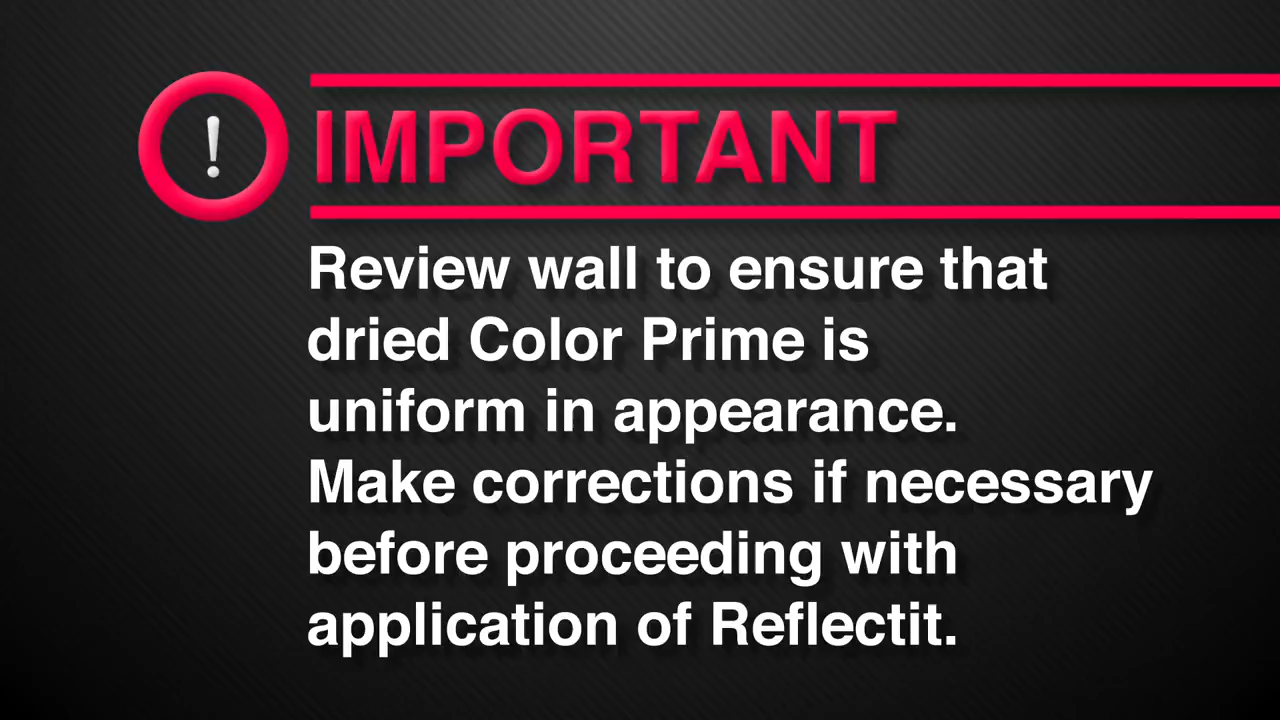 !
IMPORTANT
Review wall to ensure that
dried Color Prime is
uniform in appearance.
Make corrections if necessary
before proceeding with
application of Reflectit.